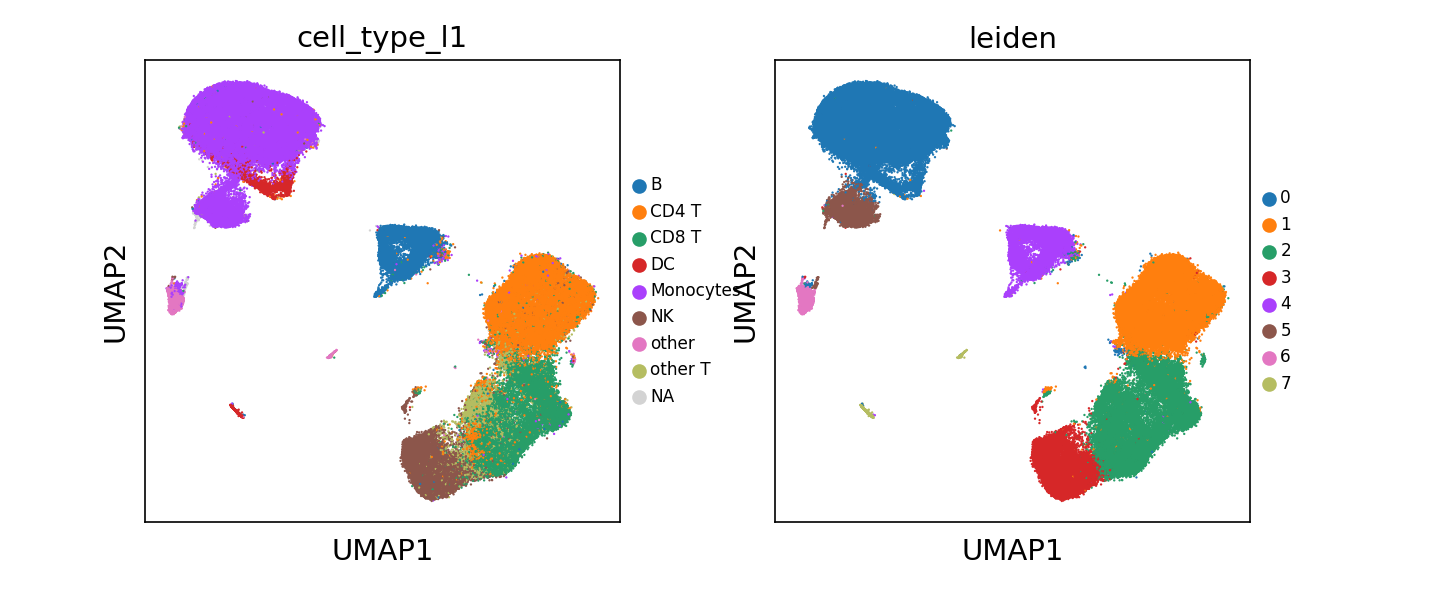 cell_type_l1
UMAP2
UMAP1
B
CD4 T
CD8 T
DC
Monocytes
NK
other
other T
NA
leiden
UMAP2
UMAP1
0
1
2
3
4
5
6
7